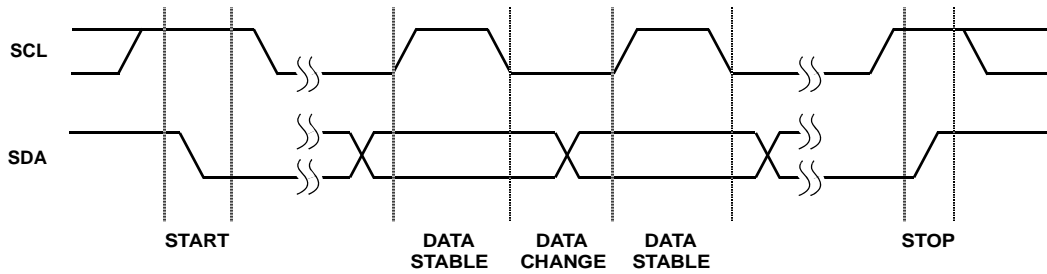 SCL
SDA
START
DATA
STABLE
DATA
CHANGE
DATA
STABLE
STOP